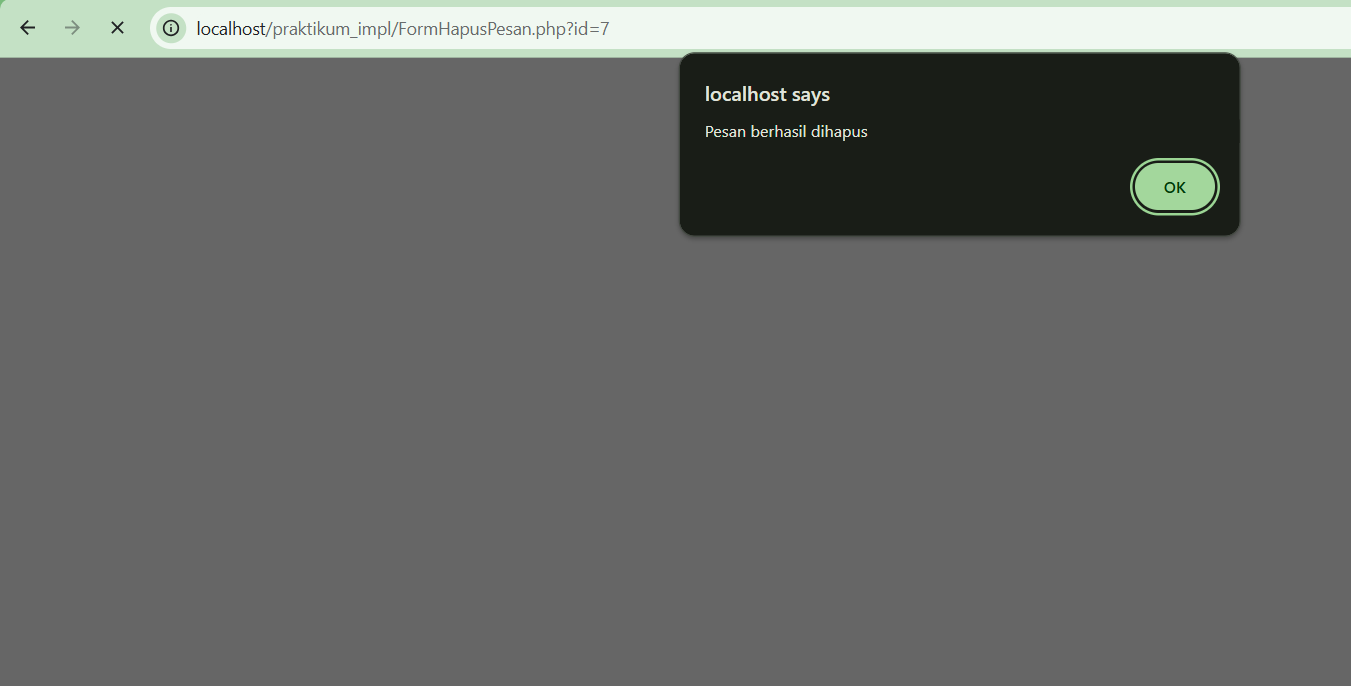 localhost/praktikum_impl/FormHapusPesan.php?id=7
localhost says
Pesan berhasil dihapus
OK